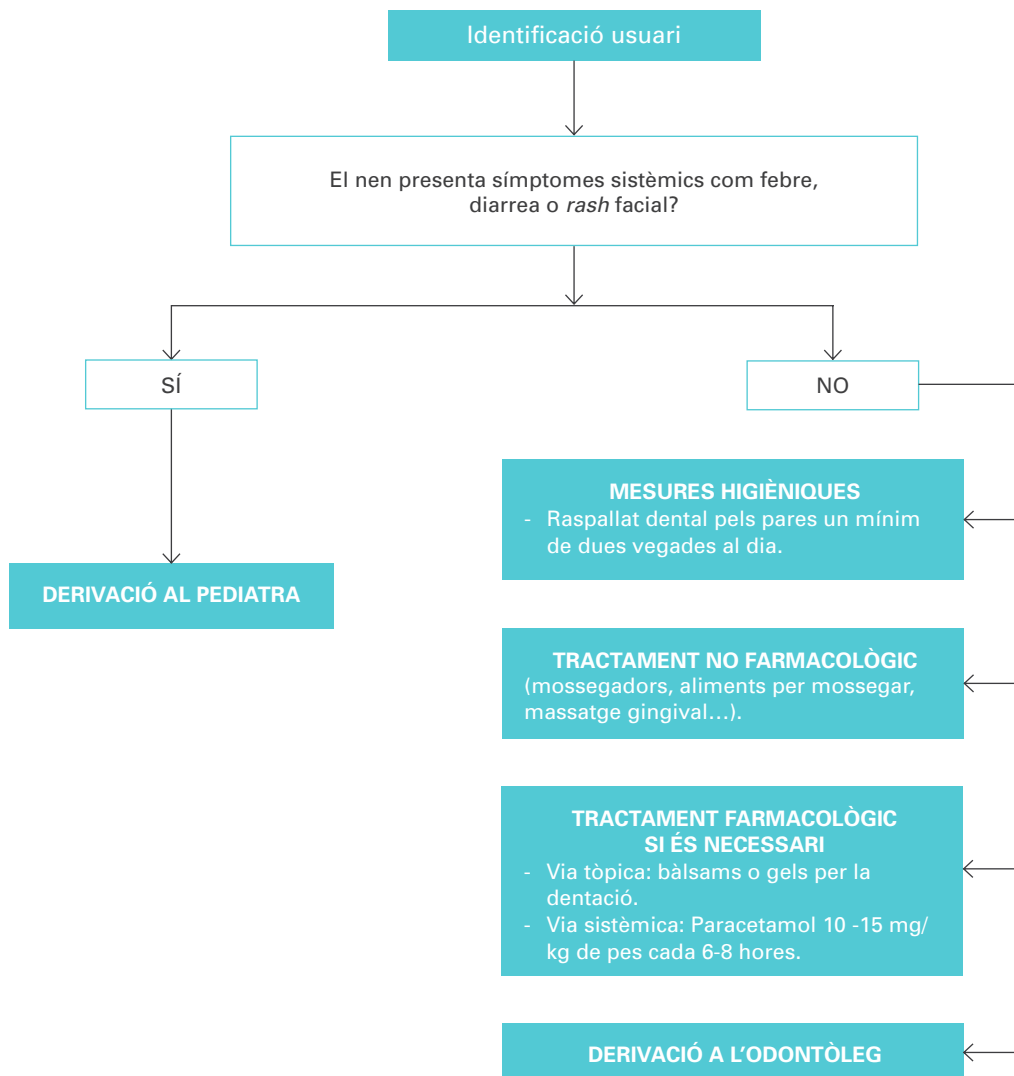 Identificació usuari
El nen presenta símptomes sistèmics com febre,
diarrea o rash facial?
SÍ
NO
MESURES HIGIÈNIQUES
- Raspallat dental pels pares un mínim
de dues vegades al dia.
DERIVACIÓ AL PEDIATRA
TRACTAMENT NO FARMACOLÒGIC
(mossegadors, aliments per mossegar,
massatge gingival…).
TRACTAMENT FARMACOLÒGIC
SI ÉS NECESSARI
- Via tòpica: bàlsams o gels per la
dentació.
- Via sistèmica: Paracetamol 10 -15 mg/
kg de pes cada 6-8 hores.
DERIVACIÓ A L’ODONTÒLEG